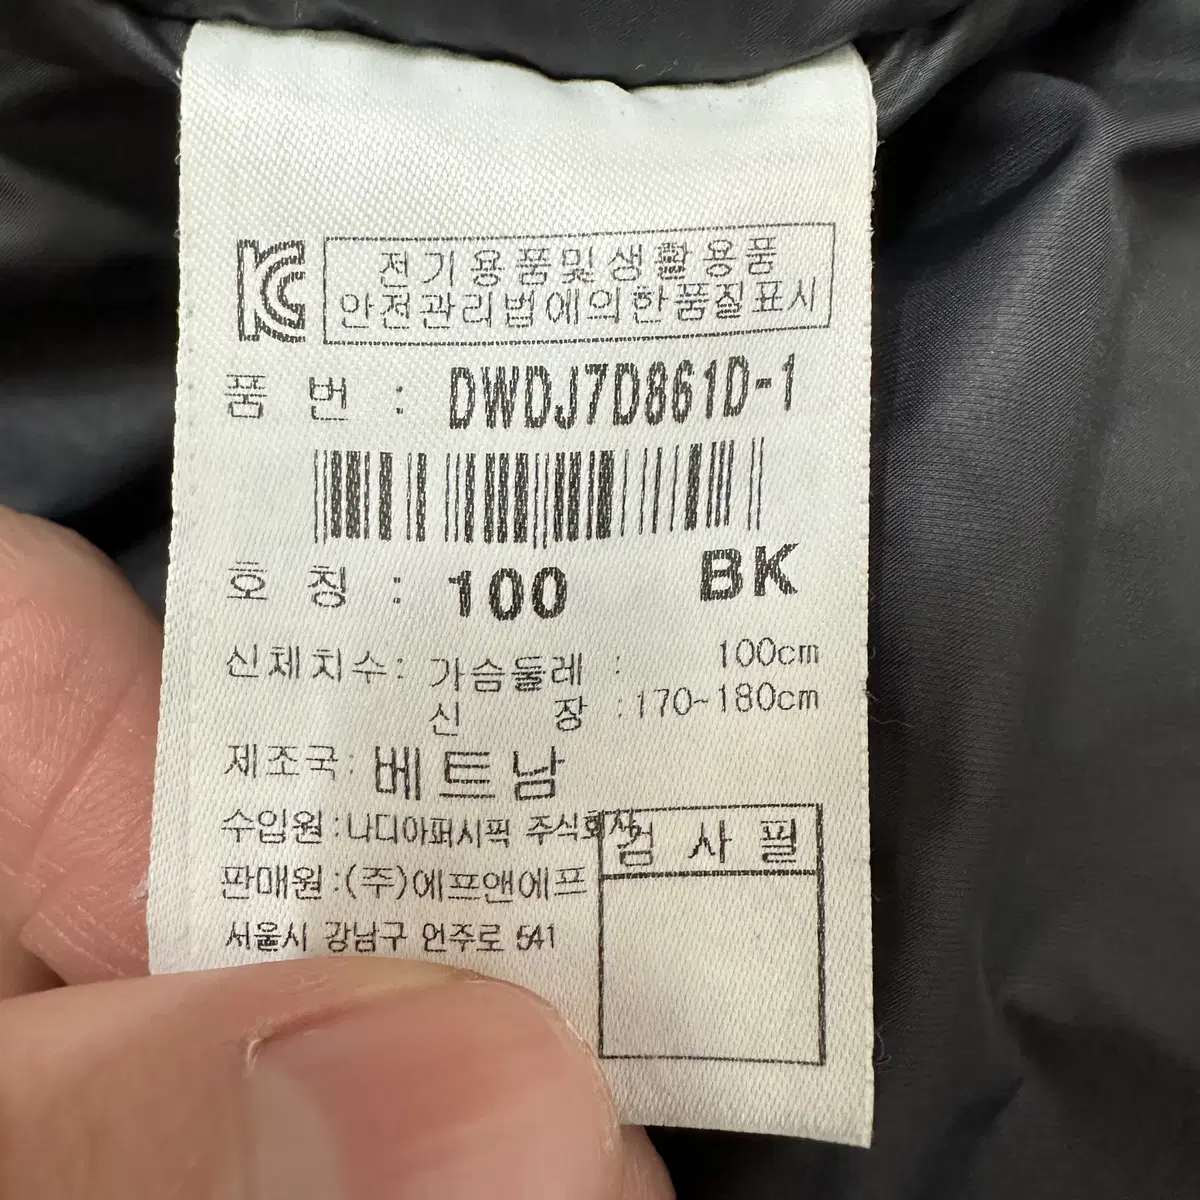 KC
전기용품및생활용품
안전관리법에의한품질표시
품 번 : DWDJ7D861D-1
호 칭 : 100 BK
신체치수: 가슴둘레 : 100cm
신 장 :170~180cm
제조국: 베트남
수입원 :나디아퍼시픽 주식회사
검 사 필
판매원 :(주)에프앤에프
서울시 강남구 언주로 541